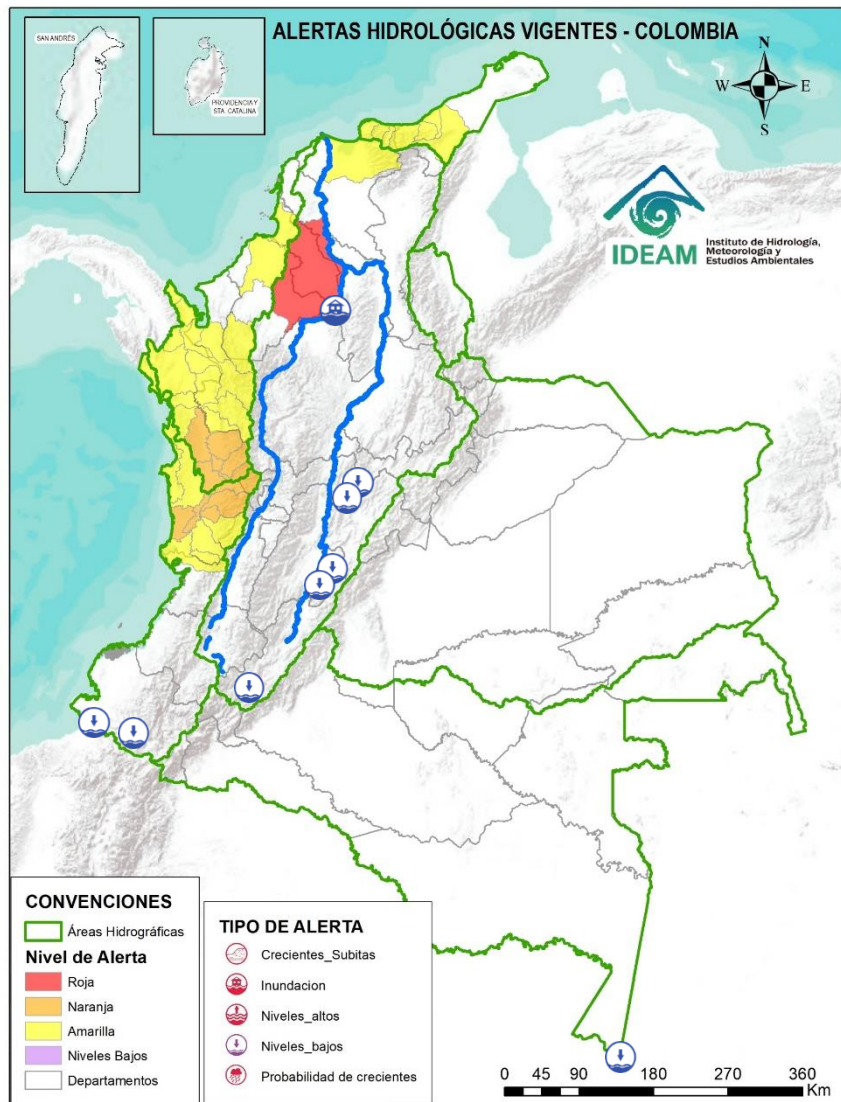 ALERTAS HIDROLÓGICAS VIGENTES - COLOMBIA
SAN ANDRÉS
PROVIDENCIA Y
STA. CATALINA
N
W E
S
IDEAM
Instituto de Hidrología,
Meteorología y
Estudios Ambientales
CONVENCIONES
Áreas Hidrográficas
Nivel de Alerta
Roja
Naranja
Amarilla
Niveles Bajos
Departamentos
TIPO DE ALERTA
Crecientes_Subitas
Inundacion
Niveles_altos
Niveles_bajos
Probabilidad de crecientes
0 45 90 180 270 360
Km